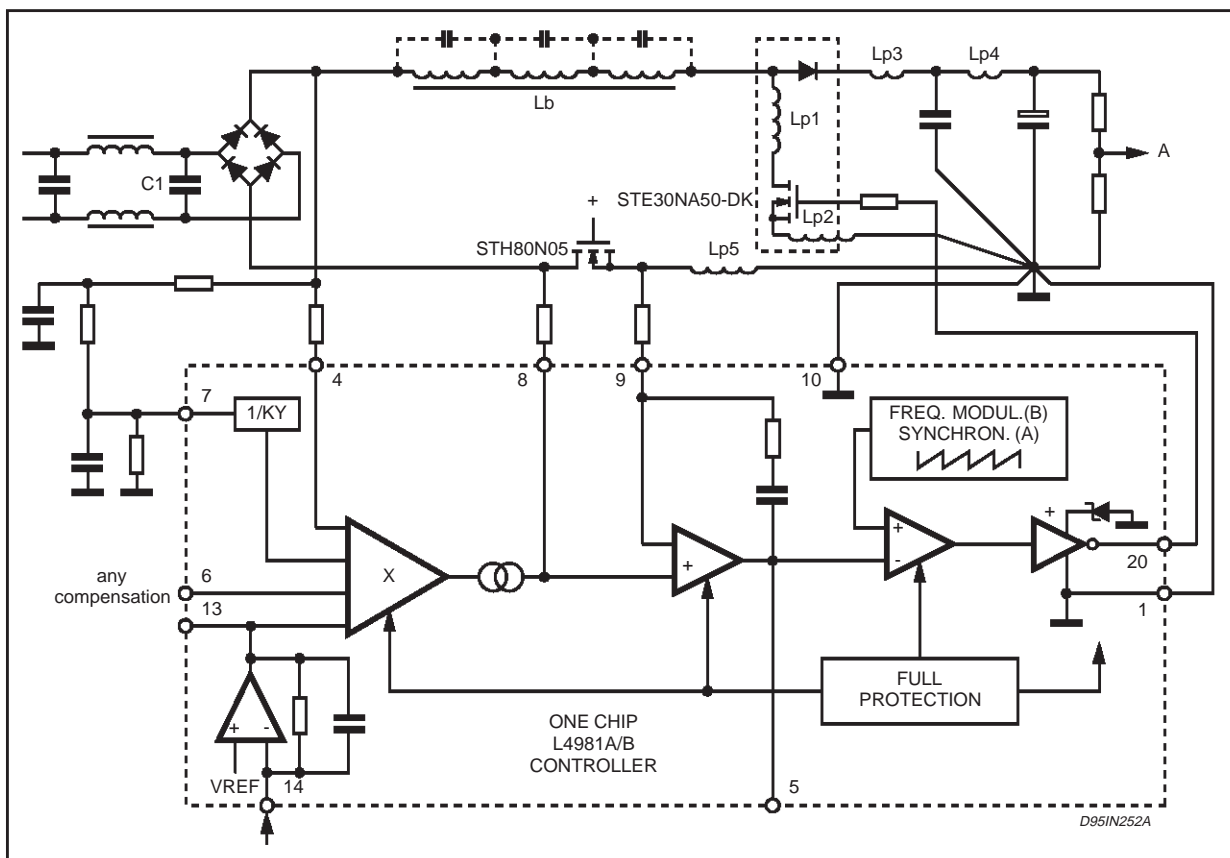 Lp3
Lp4
Lb
Lp1
C1
A
+
STE30NA50-DK
Lp2
STH80N05
Lp5
4
8
9
10
7
1/KY
FREQ. MODUL.(B)
SYNCHRON. (A)
+
+
X
-
20
any
compensation
6
13
+
1
FULL
PROTECTION
+
-
ONE CHIP
L4981A/B
CONTROLLER
VREF
14
5
D95IN252A